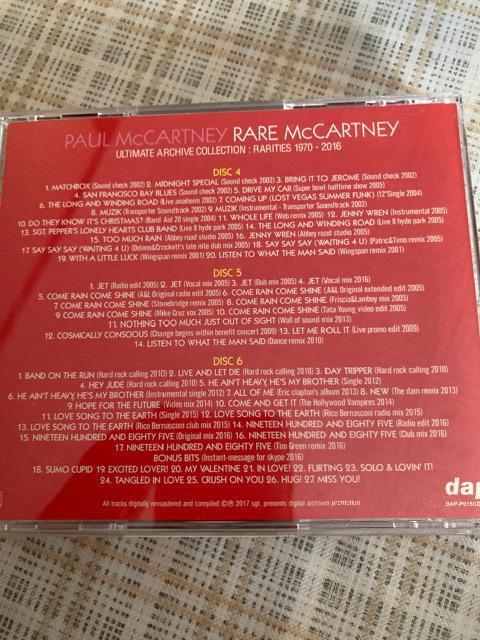 PAUL McCARTNEY RARE McCARTNEY
ULTIMATE ARCHIVE COLLECTION : RARITIES 1970 - 2016
DISC 4
1. MATCHBOX (Sound check 2002) 2. MIDNIGHT SPECIAL (Sound check 2002) 3. BRING IT TO JEROME (Sound check 2002)
4. SAN FRANCISCO BAY BLUES (Sound check 2002) 5. DRIVE MY CAR (Super bowl halftime show 2005)
6. THE LONG AND WINDING ROAD (Live anaheim 2002) 7. COMING UP (LOST VEGAS SUMMER FUNK) (12"Single 2004)
8. MUZIK (Transporter Soundtrack 2002) 9. MUZIK (Instrumental - Transporter Soundtrack 2002)
10. DO THEY KNOW IT'S CHRISTMAS? (Band Aid 20 single 2004) 11. WHOLE LIFE (Web remix 2005) 12. JENNY WREN (Instrumental 2005)
13. SGT. PEPPER'S LONELY HEARTS CLUB BAND (Live 8 hyde park 2005) 14. THE LONG AND WINDING ROAD (Live 8 hyde park 2005)
15. TOO MUCH RAIN (Abbey road studio 2005) 16. JENNY WREN (Abbey road studio 2005)
17. SAY SAY SAY (WAITING 4 U) (Delano&Crockett's late nite dub mix 2005) 18. SAY SAY SAY (WAITING 4 U) (Patric&Timo remix 2005)
19. WITH A LITTLE LUCK (Wingspan remix 2001) 20. LISTEN TO WHAT THE MAN SAID (Wingspan remix 2001)
DISC 5
1. JET (Radio edit 2005) 2. JET (Vocal mix 2005) 3. JET (Dub mix 2005) 4. JET (Vocal mix 2016)
5. COME RAIN COME SHINE (A&L Original radio edit 2005) 6. COME RAIN COME SHINE (A&L Original extended edit 2005)
7. COME RAIN COME SHINE (Stonebridge remix 2005) 8. COME RAIN COME SHINE (Friscia&Lamboy mix 2005)
9. COME RAIN COME SHINE (Mike Cruz vox 2005) 10. COME RAIN COME SHINE (Tata Young video edit 2005)
11. NOTHING TOO MUCH JUST OUT OF SIGHT (Wall of sound mix 2013)
12. COSMICALLY CONSCIOUS (Change begins within benefit concert 2009) 13. LET ME ROLL IT (Live promo edit 2009)
14. LISTEN TO WHAT THE MAN SAID (Dance remix 2010)
DISC 6
1. BAND ON THE RUN (Hard rock calling 2010) 2. LIVE AND LET DIE (Hard rock calling 2010) 3. DAY TRIPPER (Hard rock calling 2010)
4. HEY JUDE (Hard rock calling 2010) 5. HE AIN'T HEAVY, HE'S MY BROTHER (Single 2012)
6. HE AIN'T HEAVY, HE'S MY BROTHER (Instrumental single 2012) 7. ALL OF ME (Eric clapton's album 2013) 8. NEW (The dam remix 2013)
9. HOPE FOR THE FUTURE (Video mix 2014) 10. COME AND GET IT (The Hollywood Vampires 2014)
11. LOVE SONG TO THE EARTH (Single 2015) 12. LOVE SONG TO THE EARTH (Rico Bernasconi radio mix 2015)
13. LOVE SONG TO THE EARTH (Rico Bernasconi club mix 2015) 14. NINETEEN HUNDRED AND EIGHTY FIVE (Radio edit 2016)
15. NINETEEN HUNDRED AND EIGHTY FIVE (Original mix 2016) 16. NINETEEN HUNDRED AND EIGHTY FIVE (Club mix 2016)
17. NINETEEN HUNDRED AND EIGHTY FIVE (Tim Green remix 2016)
BONUS BITS (Instant-message for skype 2016)
18. SUMO CUPID 19 EXCITED LOVER! 20. MY VALENTINE 21. IN LOVE! 22. FLIRTING 23. SOLO & LOVIN' IT!
24. TANGLED IN LOVE 25. CRUSH ON YOU 26. HUG! 27. MISS YOU!
All tracks digitally remastered and compiled ©℗ 2017 sgt. presents digital archives promotion
dap
DAP-P015CD